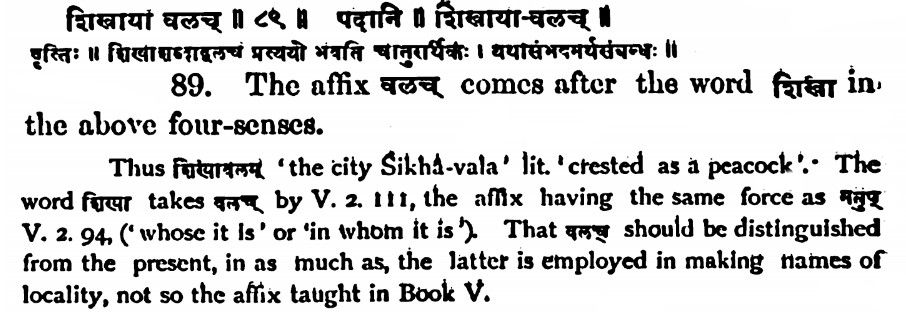 शिखायां वलच् ॥ ८९ ॥ पदानि ॥ शिखाया-वलच् ॥
वृत्तिः ॥ शिखाशब्दाद्वलच् प्रत्ययो भवति चातुरर्थिकः । यथासंभवमर्थसंबन्धः ॥
89. The affix वलच् comes after the word शिखा in
the above four-senses.
Thus शिखावलम् 'the city Śikhá-vala' lit. 'crested as a peacock'. The
word शिखा takes वलच् by V. 2. 111, the affix having the same force as मतुप्
V. 2. 94, ('whose it is' or 'in whom it is'). That वलच् should be distinguished
from the present, in as much as, the latter is employed in making names of
locality, not so the affix taught in Book V.